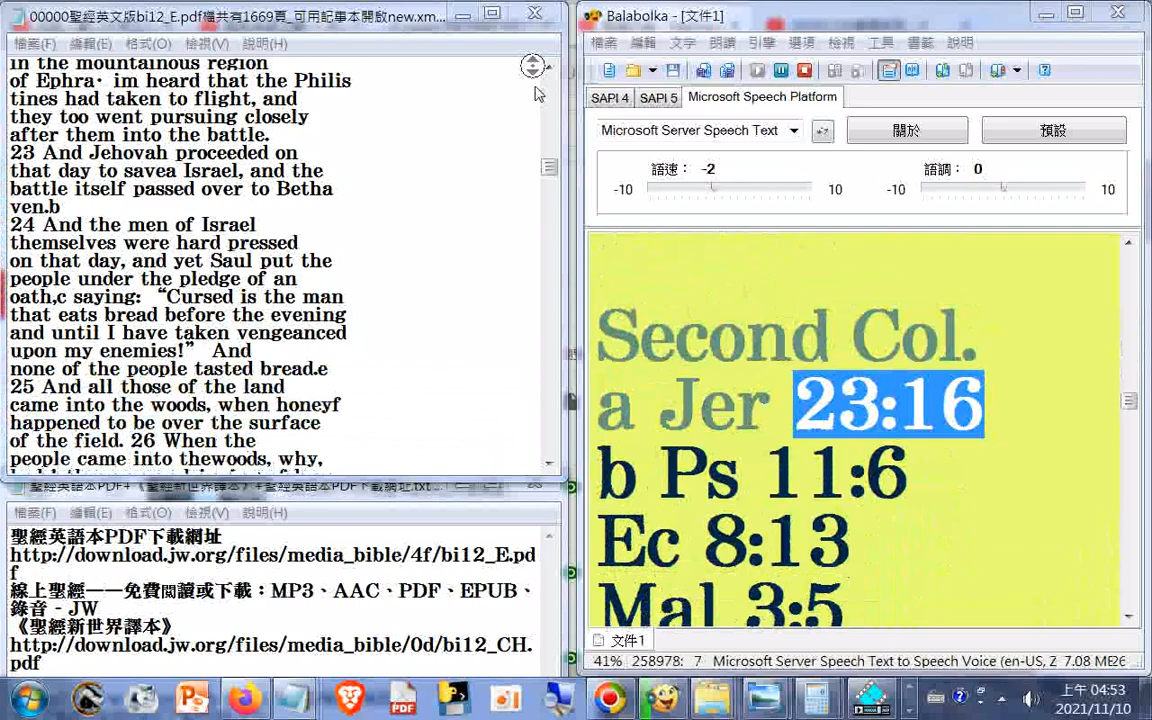 00000聖經英文版bi12_E.pdf檔共有1669頁_可用記事本開啟new.xm...
檔案(F) 編輯(E) 格式(O) 檢視(V) 說明(H)
in the mountainous region
of Ephra· im heard that the Philis
tines had taken to flight, and
they too went pursuing closely
after them into the battle.
23 And Jehovah proceeded on
that day to savea Israel, and the
battle itself passed over to Betha
ven.b
24 And the men of Israel
themselves were hard pressed
on that day, and yet Saul put the
people under the pledge of an
oath,c saying: “Cursed is the man
that eats bread before the evening
and until I have taken vengeanced
upon my enemies!” And
none of the people tasted bread.e
25 And all those of the land
came into the woods, when honeyf
happened to be over the surface
of the field. 26 When the
people came into thewoods, why,
聖經英語本PDF+《聖經新世界譯本》+聖經英語本PDF下載網址.txt...
檔案(F) 編輯(E) 格式(O) 檢視(V) 說明(H)
聖經英語本PDF下載網址
http://download.jw.org/files/media_bible/4f/bi12_E.pd
f
線上聖經——免費閱讀或下載：MP3、AAC、PDF、EPUB、
錄音 - JW
《聖經新世界譯本》
http://download.jw.org/files/media_bible/0d/bi12_CH.
pdf
Balabolka - [文件1]
檔案 編輯 文字 朗讀 引擎 選項 檢視 工具 書籤 說明
SAPI 4 SAPI 5 Microsoft Speech Platform
Microsoft Server Speech Text 關於 預設
語速： -2 語調： 0
-10 10 -10 10
Second Col.
a Jer 23:16
b Ps 11:6
Ec 8:13
Mal 3:5
文件1
41% 258978: 7 Microsoft Server Speech Text to Speech Voice (en-US, Z 7.08 ME26
上午 04:53
2021/11/10